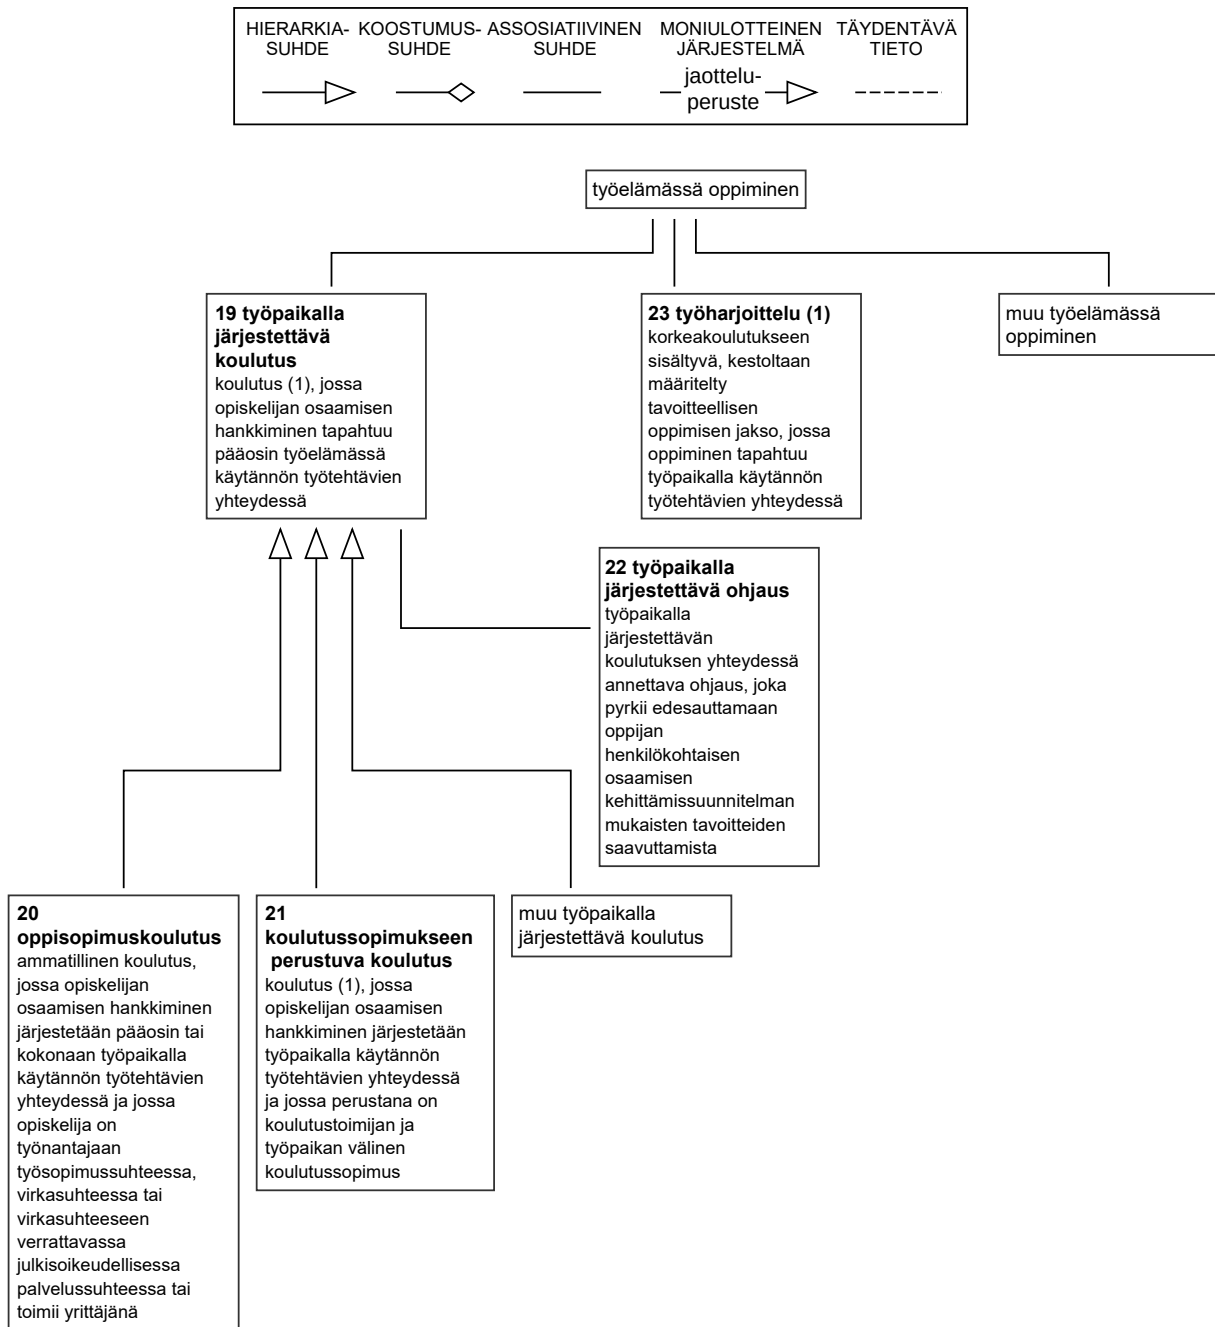 HIERARKIA-
SUHDE
KOOSTUMUS-
SUHDE
ASSOSIATIIVINEN
SUHDE
MONIULOTTEINEN
JÄRJESTELMÄ
jaottelu-
peruste
TÄYDENTÄVÄ
TIETO
työelämässä oppiminen
19 työpaikalla
järjestettävä
koulutus
koulutus (1), jossa
opiskelijan osaamisen
hankkiminen tapahtuu
pääosin työelämässä
käytännön työtehtävien
yhteydessä
23 työharjoittelu (1)
korkeakoulutukseen
sisältyvä, kestoltaan
määritelty
tavoitteellisen
oppimisen jakso, jossa
oppiminen tapahtuu
työpaikalla käytännön
työtehtävien yhteydessä
muu työelämässä
oppiminen
22 työpaikalla
järjestettävä ohjaus
työpaikalla
järjestettävän
koulutuksen yhteydessä
annettava ohjaus, joka
pyrkii edesauttamaan
oppijan
henkilökohtaisen
osaamisen
kehittämissuunnitelman
mukaisten tavoitteiden
saavuttamista
20
oppisopimuskoulutus
ammatillinen koulutus,
jossa opiskelijan
osaamisen hankkiminen
järjestetään pääosin tai
kokonaan työpaikalla
käytännön työtehtävien
yhteydessä ja jossa
opiskelija on
työnantajaan
työsopimussuhteessa,
virkasuhteessa tai
virkasuhteeseen
verrattavassa
julkisoikeudellisessa
palvelussuhteessa tai
toimii yrittäjänä
21
koulutussopimukseen
perustuva koulutus
koulutus (1), jossa
opiskelijan osaamisen
hankkiminen järjestetään
työpaikalla käytännön
työtehtävien yhteydessä
ja jossa perustana on
koulutustoimijan ja
työpaikan välinen
koulutussopimus
muu työpaikalla
järjestettävä koulutus